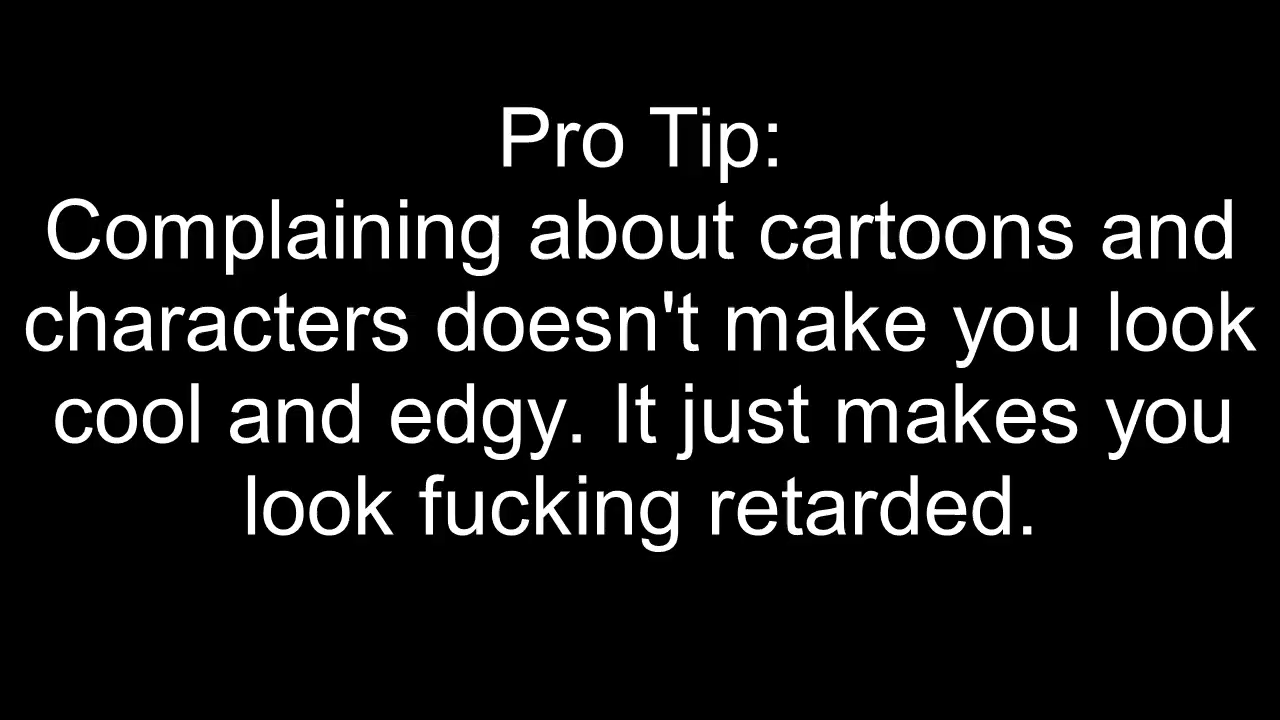 Pro Tip:
Complaining about cartoons and
characters doesn't make you look
cool and edgy. It just makes you
look fucking retarded.